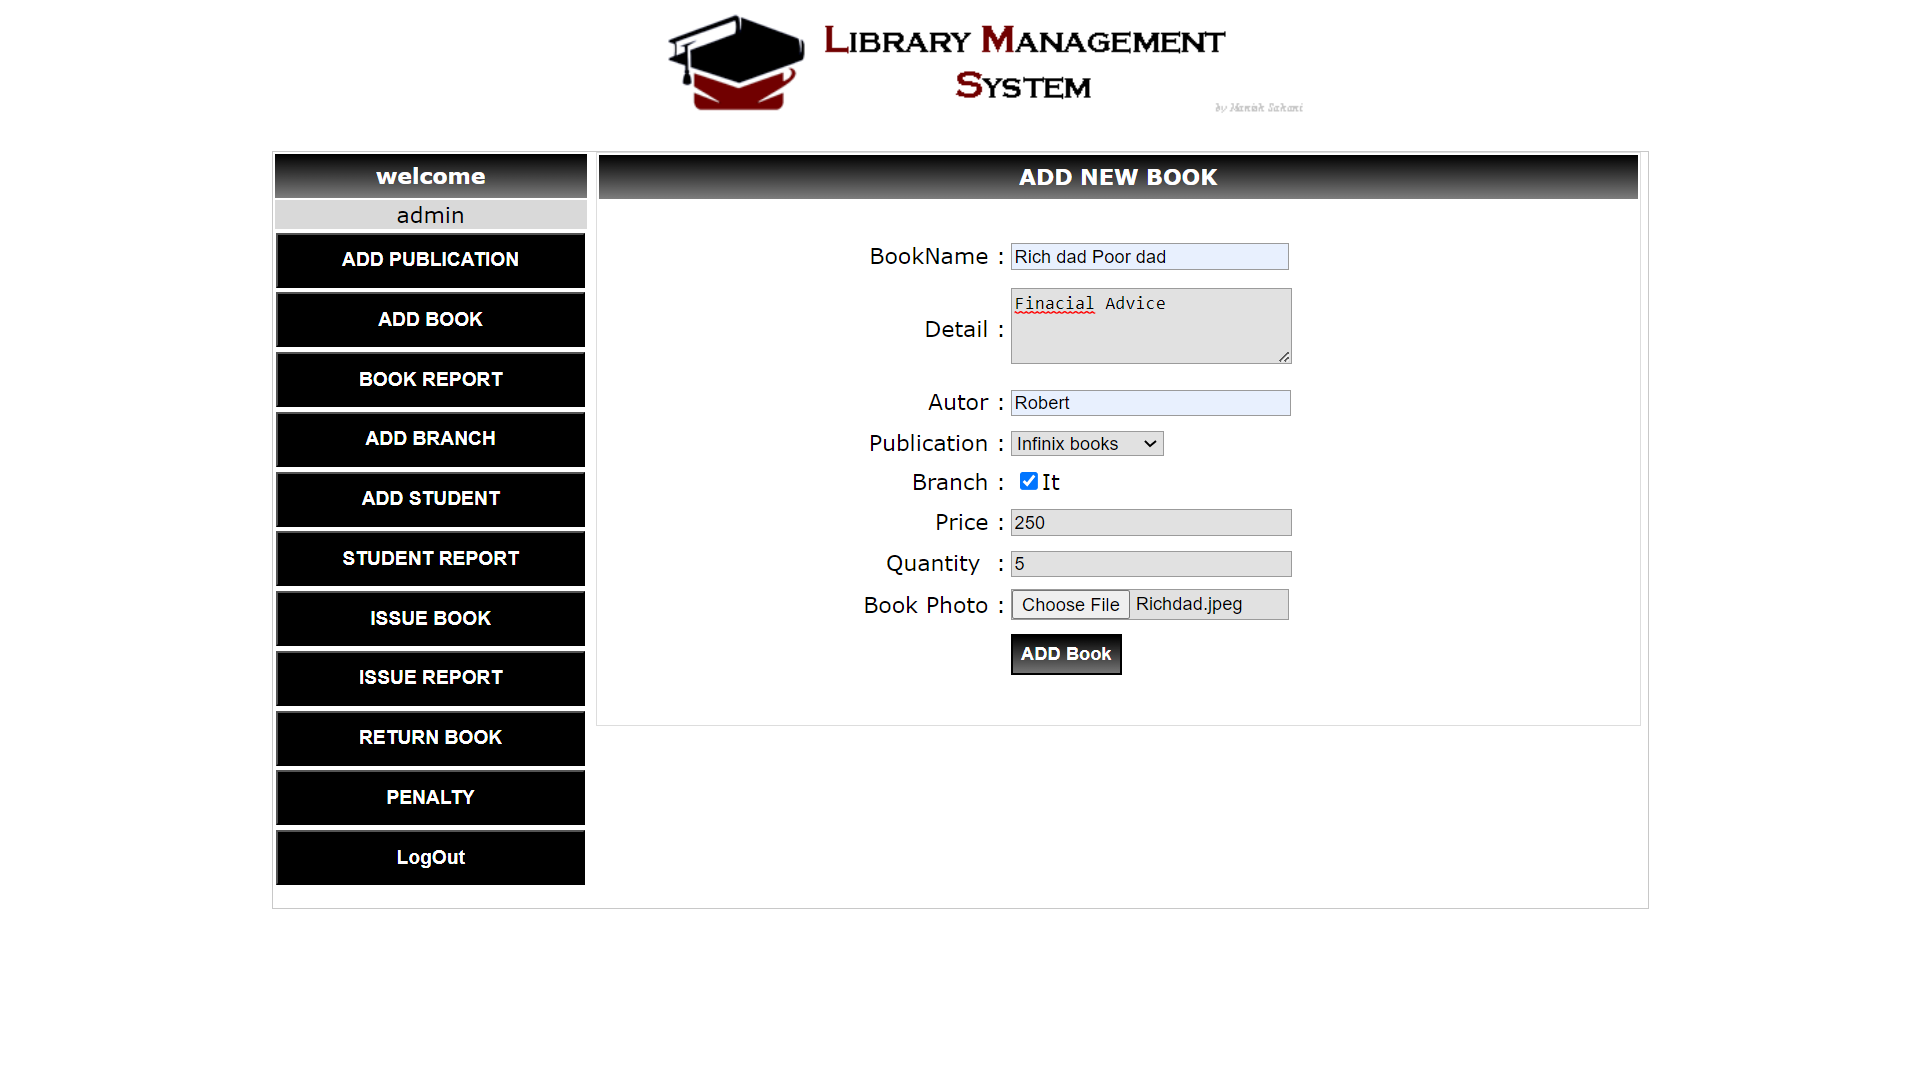 LIBRARY MANAGEMENT
SYSTEM
by Manish Sahani
welcome
admin
ADD PUBLICATION
ADD BOOK
BOOK REPORT
ADD BRANCH
ADD STUDENT
STUDENT REPORT
ISSUE BOOK
ISSUE REPORT
RETURN BOOK
PENALTY
LogOut
ADD NEW BOOK
BookName : Rich dad Poor dad
Detail : Finacial Advice
Autor : Robert
Publication : Infinix books
Branch : It
Price : 250
Quantity : 5
Book Photo : Choose File Richdad.jpeg
ADD Book